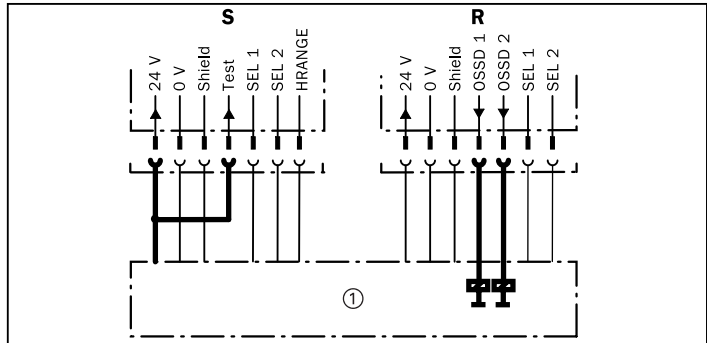 S R
24 V
0 V
Shield
Test
SEL 1
SEL 2
HRANGE
24 V
0 V
Shield
OSSD 1
OSSD 2
SEL 1
SEL 2
①